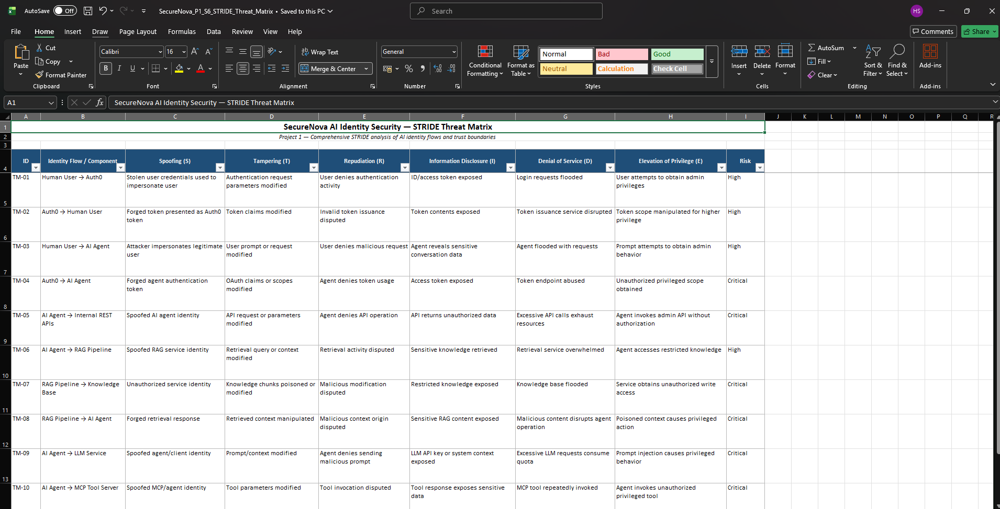 AutoSave Off SecureNova_P1_S6_STRIDE_Threat_Matrix • Saved to this PC Search HS
File Home Insert Draw Page Layout Formulas Data Review View Help Comments Share
Paste Cut Copy Format Painter Clipboard
Calibri 16 A A B I U A Font
Wrap Text Merge & Center Alignment
General % Number
Conditional Formatting Format as Table Normal Bad Good Neutral Calculation Check Cell Styles
Insert Delete Format Cells
AutoSum Fill Clear Sort & Filter Find & Select Editing
Add-ins Add-ins
A1 fx SecureNova AI Identity Security — STRIDE Threat Matrix
A B C D E F G H I J K L M N O P Q R
1 SecureNova AI Identity Security — STRIDE Threat Matrix
2 Project 1 — Comprehensive STRIDE analysis of AI identity flows and trust boundaries
3
4 ID Identity Flow / Component Spoofing (S) Tampering (T) Repudiation (R) Information Disclosure (I) Denial of Service (D) Elevation of Privilege (E) Risk
5 TM-01 Human User → Auth0 Stolen user credentials used to impersonate user Authentication request parameters modified User denies authentication activity ID/access token exposed Login requests flooded User attempts to obtain admin privileges High
6 TM-02 Auth0 → Human User Forged token presented as Auth0 token Token claims modified Invalid token issuance disputed Token contents exposed Token issuance service disrupted Token scope manipulated for higher privilege High
7 TM-03 Human User → AI Agent Attacker impersonates legitimate user User prompt or request modified User denies malicious request Agent reveals sensitive conversation data Agent flooded with requests Prompt attempts to obtain admin behavior High
8 TM-04 Auth0 → AI Agent Forged agent authentication token OAuth claims or scopes modified Agent denies token usage Access token exposed Token endpoint abused Unauthorized privileged scope obtained Critical
9 TM-05 AI Agent → Internal REST APIs Spoofed AI agent identity API request or parameters modified Agent denies API operation API returns unauthorized data Excessive API calls exhaust resources Agent invokes admin API without authorization Critical
10 TM-06 AI Agent → RAG Pipeline Spoofed RAG service identity Retrieval query or context modified Retrieval activity disputed Sensitive knowledge retrieved Retrieval service overwhelmed Agent accesses restricted knowledge High
11 TM-07 RAG Pipeline → Knowledge Base Unauthorized service identity Knowledge chunks poisoned or modified Malicious modification disputed Restricted knowledge exposed Knowledge base flooded Service obtains unauthorized write access Critical
12 TM-08 RAG Pipeline → AI Agent Forged retrieval response Retrieved context manipulated Malicious context origin disputed Sensitive RAG content exposed Malicious content disrupts agent operation Poisoned context causes privileged action Critical
13 TM-09 AI Agent → LLM Service Spoofed agent/client identity Prompt/context modified Agent denies sending malicious prompt LLM API key or system context exposed Excessive LLM requests consume quota Prompt injection causes privileged behavior Critical
TM-10 AI Agent → MCP Tool Server Spoofed MCP/agent identity Tool parameters modified Tool invocation disputed Tool response exposes sensitive data MCP tool repeatedly invoked Agent invokes unauthorized privileged tool Critical